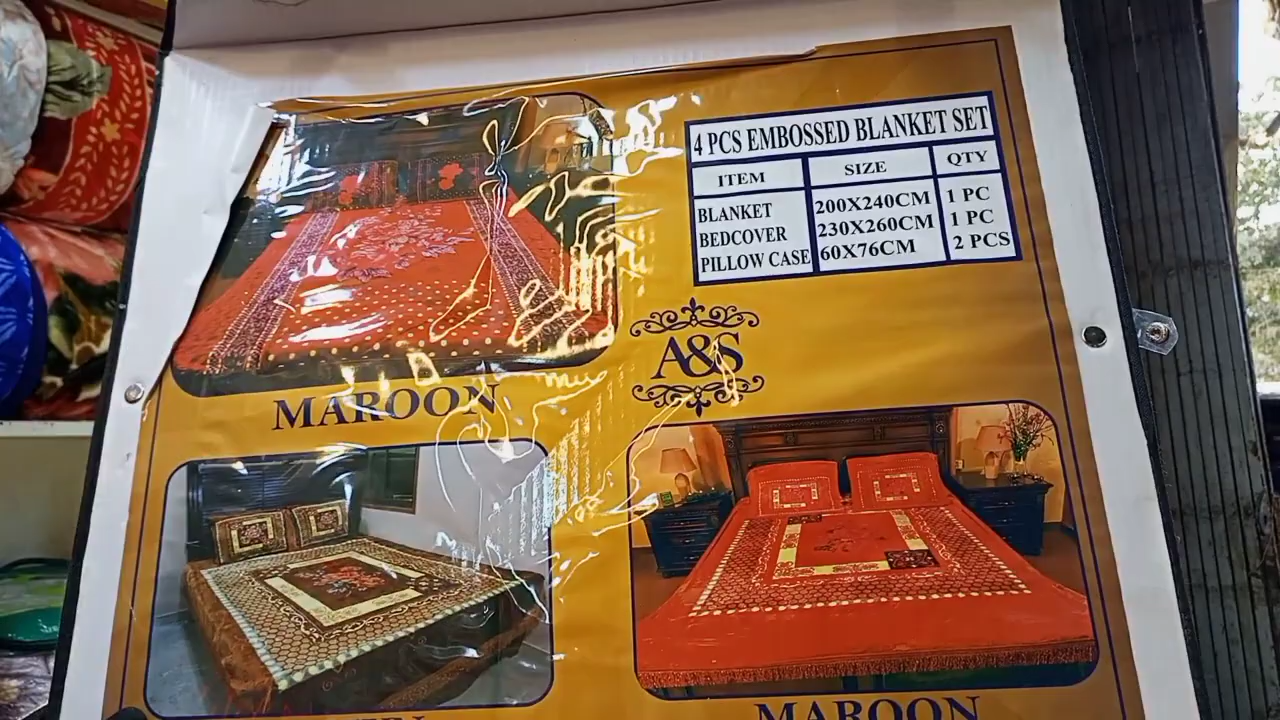 4 PCS EMBOSSED BLANKET SET
ITEM SIZE QTY
BLANKET 200X240CM 1 PC
BEDCOVER 230X260CM 1 PC
PILLOW CASE 60X76CM 2 PCS
A&S
MAROON
MAROON